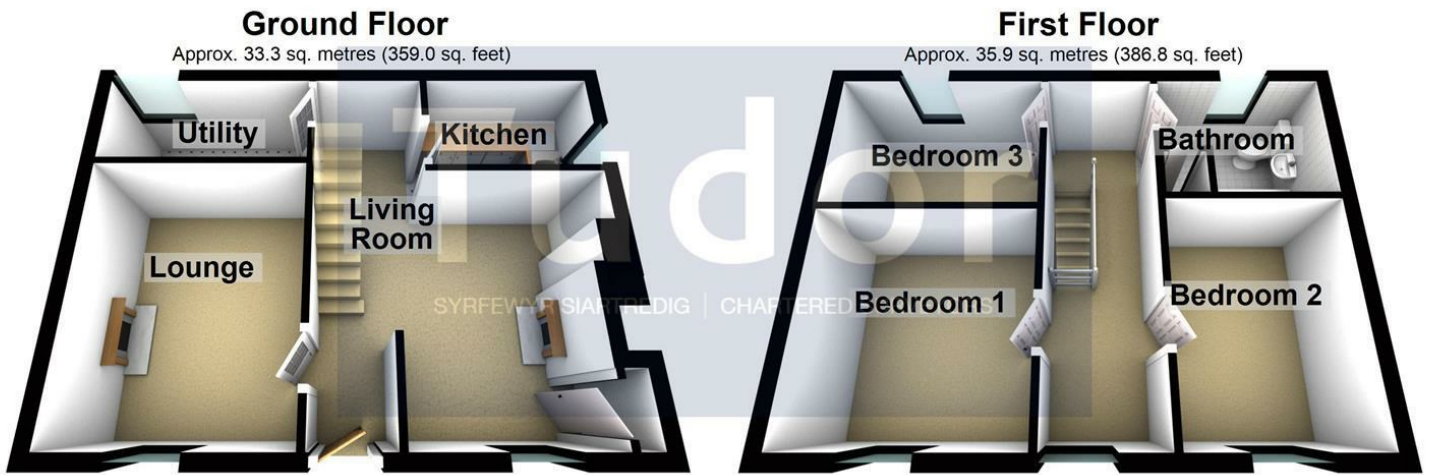 Ground Floor
Approx. 33.3 sq. metres (359.0 sq. feet)
Utility
Kitchen
Living
Room
Lounge
First Floor
Approx. 35.9 sq. metres (386.8 sq. feet)
Bedroom 3
Bathroom
Bedroom 1
Bedroom 2
Tudor
SYRFEWYR SIARTREDIG | CHARTERED